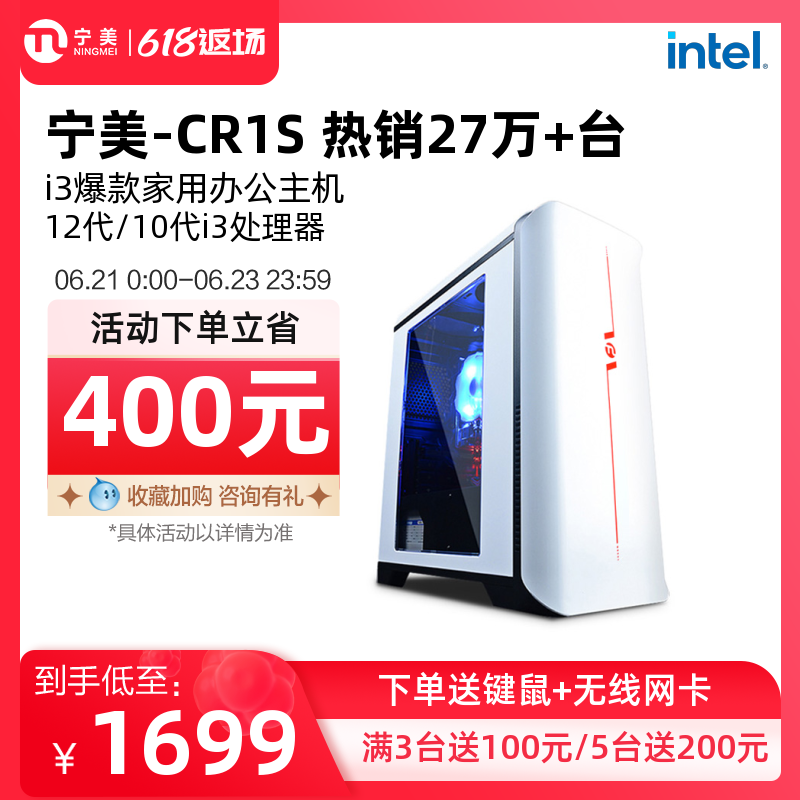 宁美
NINGMEI
618返场
intel.
宁美-CR1S 热销27万+台
i3爆款家用办公主机
12代/10代i3处理器
06.21 0:00-06.23 23:59
活动下单立省
400元
收藏加购 咨询有礼
*具体活动以详情为准
到手低至:
¥1699
下单送键鼠+无线网卡
满3台送100元/5台送200元